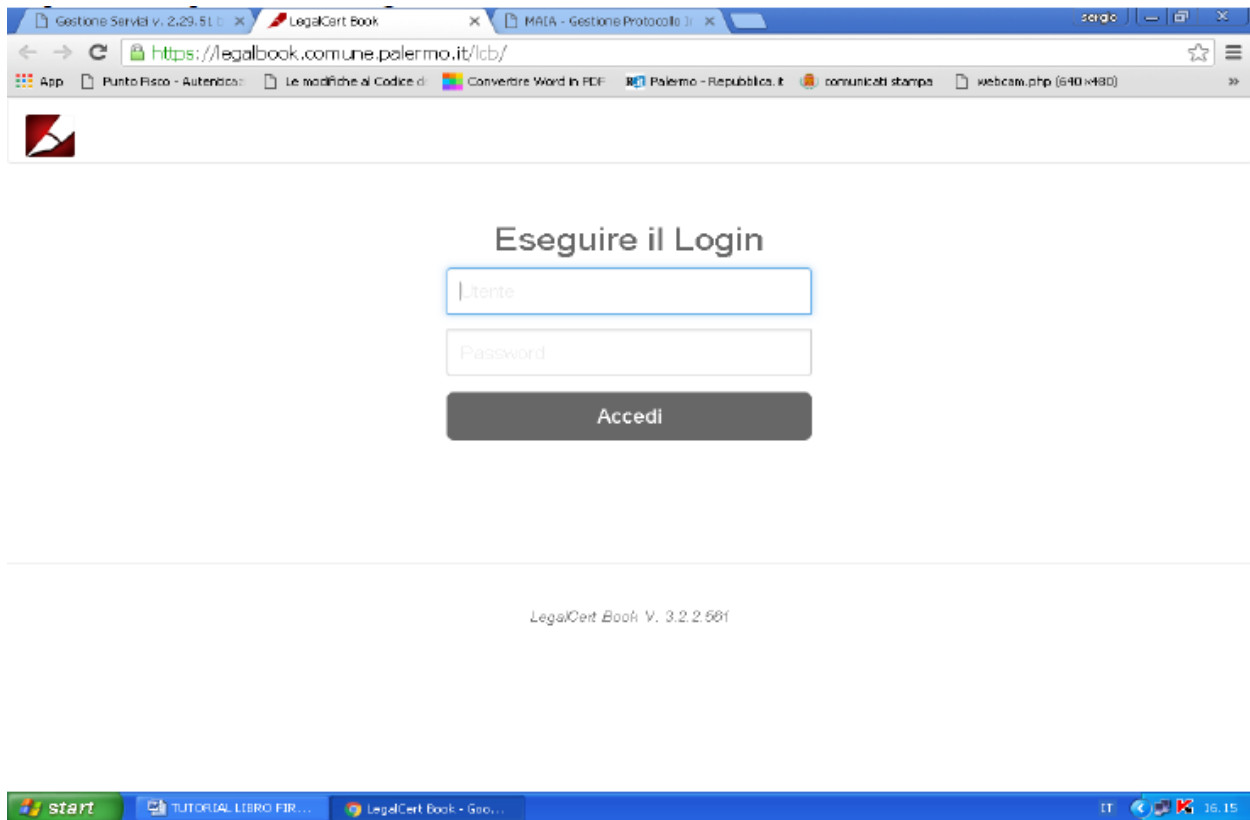 Gestione Servizi v. 2.29.51 b
LegalCert Book
MAIA - Gestione Protocollo In
sergio
https://legalbook.comune.palermo.it/lcb/
App
Punto Fisco - Autenticaz
Le modifiche al Codice d
Convertire Word in PDF
Palermo - Repubblica.it
comunicati stampa
webcam.php (640×480)
Eseguire il Login
Utente
Password
Accedi
LegalCert Book V. 3.2.2.561
start
TUTORIAL LIBRO FIR...
LegalCert Book - Goo...
IT
16.15